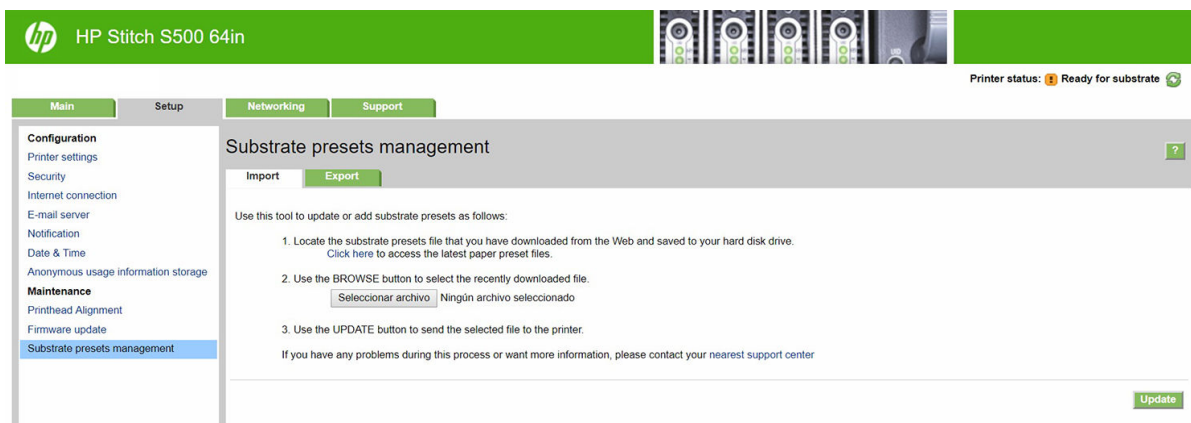 hp
HP Stitch S500 64in
UID
Printer status: Ready for substrate
Main
Setup
Networking
Support
Configuration
Printer settings
Security
Internet connection
E-mail server
Notification
Date & Time
Anonymous usage information storage
Maintenance
Printhead Alignment
Firmware update
Substrate presets management
Substrate presets management
?
Import
Export
Use this tool to update or add substrate presets as follows:
1. Locate the substrate presets file that you have downloaded from the Web and saved to your hard disk drive.
Click here to access the latest paper preset files.
2. Use the BROWSE button to select the recently downloaded file.
Seleccionar archivo Ningún archivo seleccionado
3. Use the UPDATE button to send the selected file to the printer.
If you have any problems during this process or want more information, please contact your nearest support center
Update